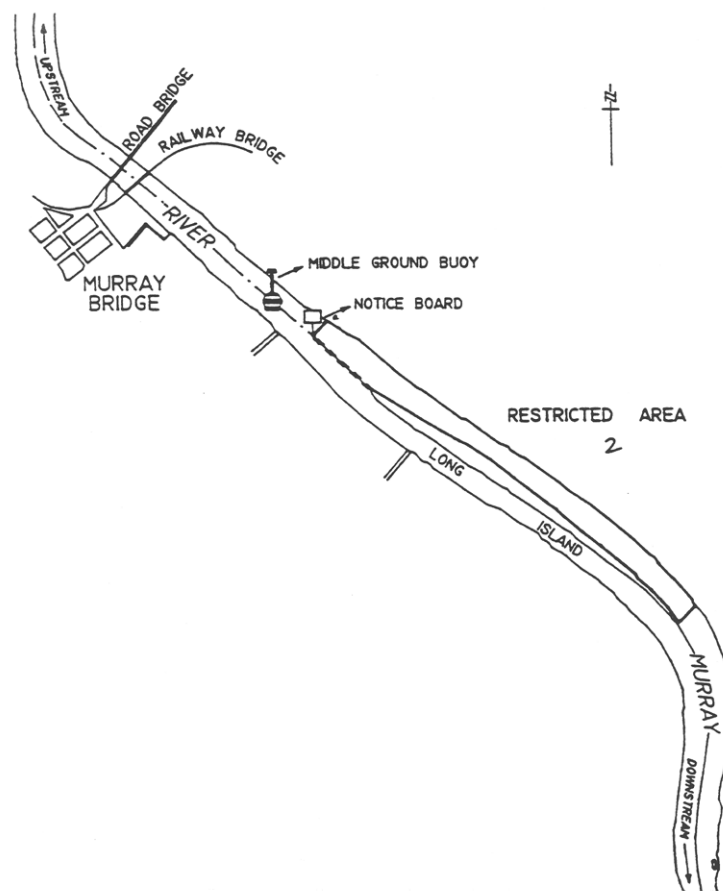 UPSTREAM
ROAD BRIDGE
RAILWAY BRIDGE
N
RIVER
MIDDLE GROUND BUOY
MURRAY
BRIDGE
NOTICE BOARD
RESTRICTED AREA
2
LONG
ISLAND
MURRAY
DOWNSTREAM